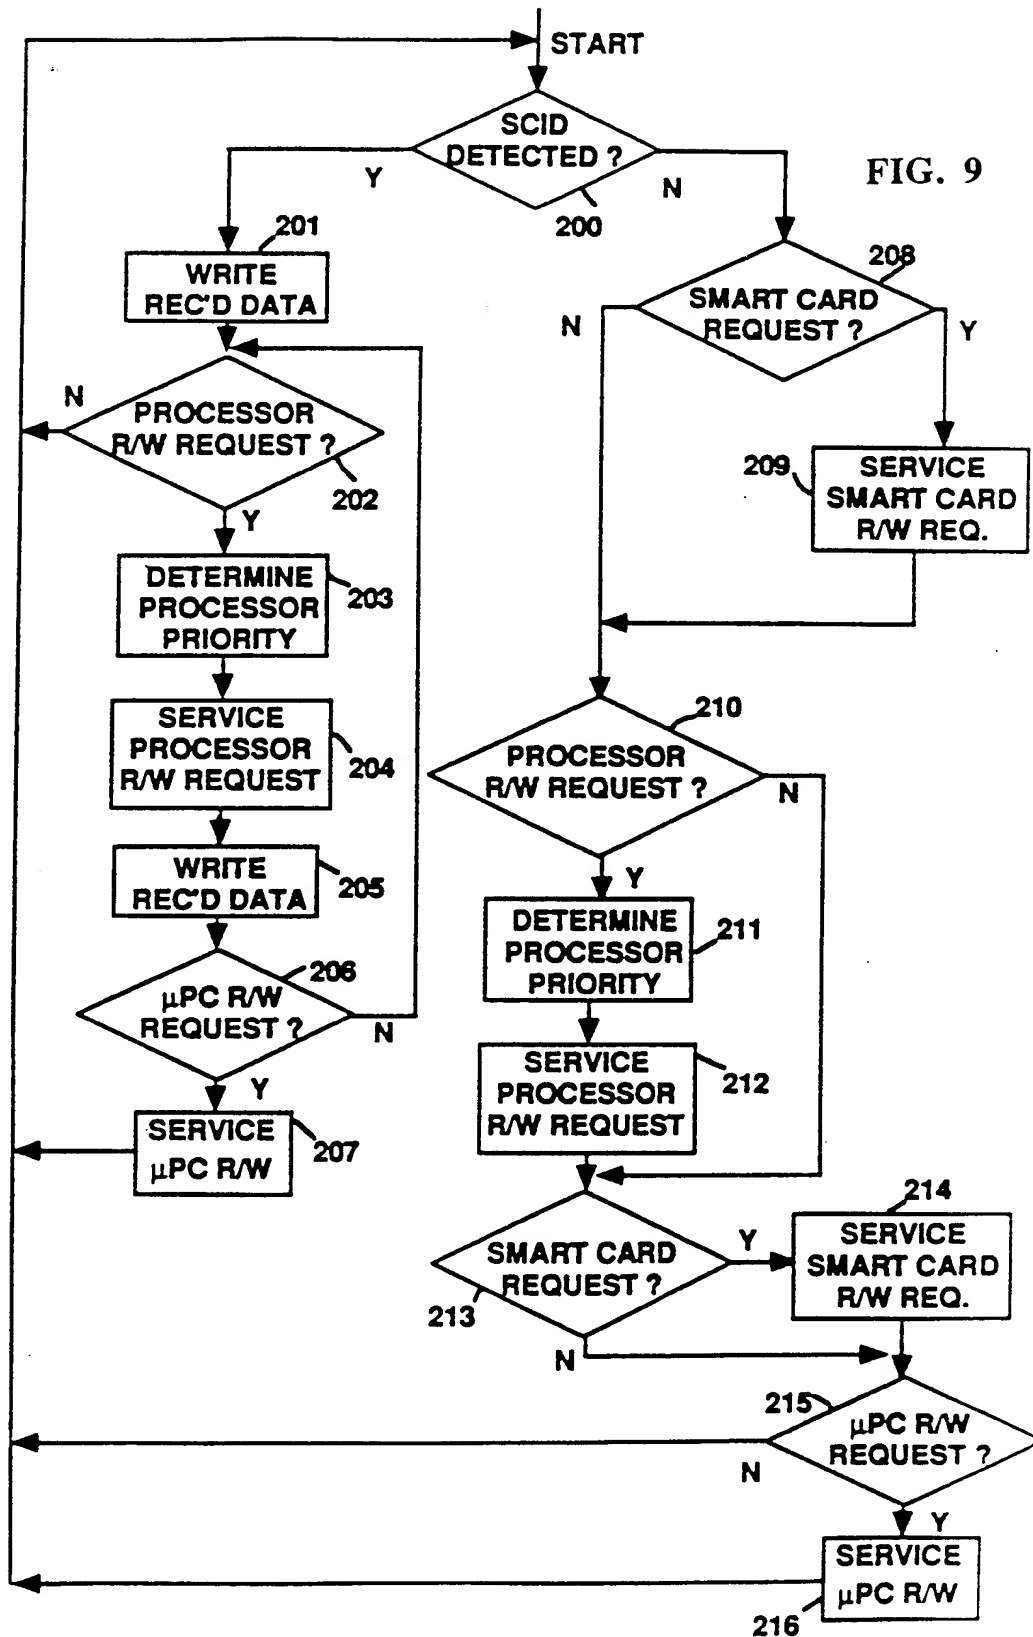 START
SCID
DETECTED ?
Y
N
200
FIG. 9
201
WRITE
REC'D DATA
208
SMART CARD
REQUEST ?
N
Y
N
PROCESSOR
R/W REQUEST ?
202
Y
209
SERVICE
SMART CARD
R/W REQ.
DETERMINE
PROCESSOR
PRIORITY
203
SERVICE
PROCESSOR
R/W REQUEST
204
210
PROCESSOR
R/W REQUEST ?
N
Y
WRITE
REC'D DATA
205
DETERMINE
PROCESSOR
PRIORITY
211
206
µPC R/W
REQUEST ?
N
Y
SERVICE
PROCESSOR
R/W REQUEST
212
SERVICE
µPC R/W
207
SMART CARD
REQUEST ?
213
Y
N
214
SERVICE
SMART CARD
R/W REQ.
215
µPC R/W
REQUEST ?
N
Y
SERVICE
µPC R/W
216